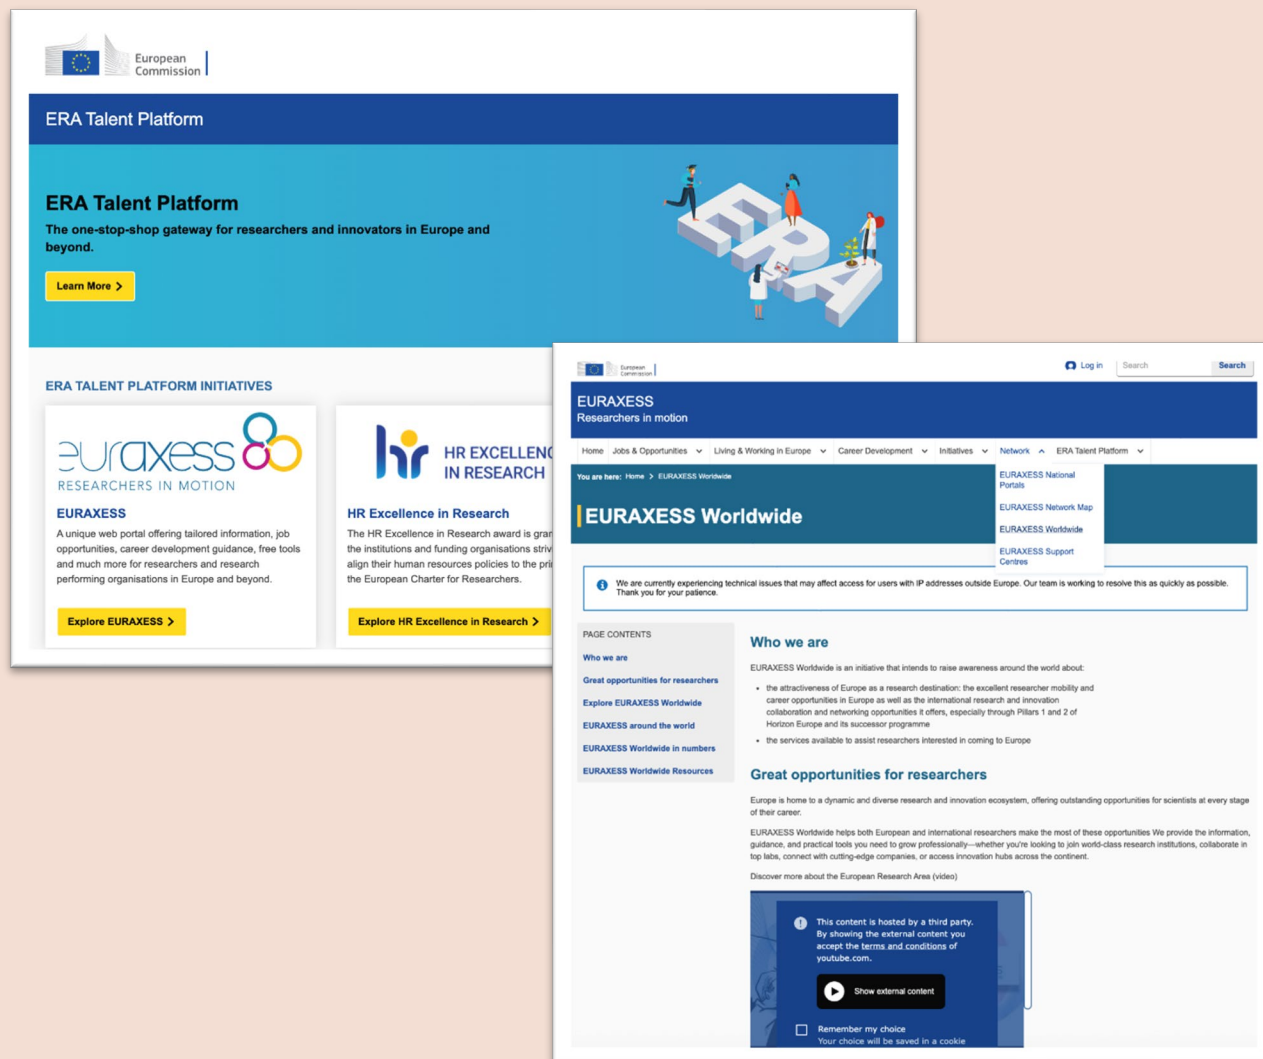 European
Commission
ERA Talent Platform
ERA Talent Platform
The one-stop-shop gateway for researchers and innovators in Europe and
beyond.
Learn More
ERA
ERA TALENT PLATFORM INITIATIVES
euraxess
RESEARCHERS IN MOTION
EURAXESS
A unique web portal offering tailored information, job
opportunities, career development guidance, free tools
and much more for researchers and research
performing organisations in Europe and beyond.
Explore EURAXESS
hr
HR EXCELLENC
IN RESEARCH
HR Excellence in Research
The HR Excellence in Research award is gran
the institutions and funding organisations striv
align their human resources policies to the pri
the European Charter for Researchers.
Explore HR Excellence in Research
European
Commission
Log in
Search
Search
EURAXESS
Researchers in motion
Home Jobs & Opportunities Living & Working in Europe Career Development Initiatives Network ERA Talent Platform
You are here: Home > EURAXESS Worldwide
EURAXESS National
Portals
EURAXESS Network Map
EURAXESS Worldwide
EURAXESS Support
Centres
EURAXESS Worldwide
We are currently experiencing technical issues that may affect access for users with IP addresses outside Europe. Our team is working to resolve this as quickly as possible.
Thank you for your patience.
PAGE CONTENTS
Who we are
Great opportunities for researchers
Explore EURAXESS Worldwide
EURAXESS around the world
EURAXESS Worldwide in numbers
EURAXESS Worldwide Resources
Who we are
EURAXESS Worldwide is an initiative that intends to raise awareness around the world about:
• the attractiveness of Europe as a research destination: the excellent researcher mobility and
career opportunities in Europe as well as the international research and innovation
collaboration and networking opportunities it offers, especially through Pillars 1 and 2 of
Horizon Europe and its successor programme
• the services available to assist researchers interested in coming to Europe
Great opportunities for researchers
Europe is home to a dynamic and diverse research and innovation ecosystem, offering outstanding opportunities for scientists at every stage
of their career.
EURAXESS Worldwide helps both European and international researchers make the most of these opportunities We provide the information,
guidance, and practical tools you need to grow professionally—whether you're looking to join world-class research institutions, collaborate in
top labs, connect with cutting-edge companies, or access innovation hubs across the continent.
Discover more about the European Research Area (video)
This content is hosted by a third party.
By showing the external content you
accept the terms and conditions of
youtube.com.
Show external content
Remember my choice
Your choice will be saved in a cookie